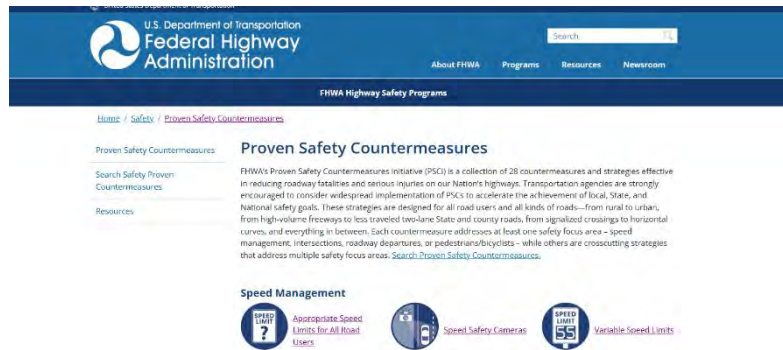 United States Department of Transportation
U.S. Department of Transportation
Federal Highway
Administration
Search
About FHWA Programs Resources Newsroom
FHWA Highway Safety Programs
Home / Safety / Proven Safety Countermeasures
Proven Safety Countermeasures
Search Safety Proven
Countermeasures
Resources
Proven Safety Countermeasures
FHWA's Proven Safety Countermeasures initiative (PSCi) is a collection of 28 countermeasures and strategies effective
in reducing roadway fatalities and serious injuries on our Nation's highways. Transportation agencies are strongly
encouraged to consider widespread implementation of PSCs to accelerate the achievement of local, State, and
National safety goals. These strategies are designed for all road users and all kinds of roads—from rural to urban,
from high-volume freeways to less traveled two-lane State and county roads, from signalized crossings to horizontal
curves, and everything in between. Each countermeasure addresses at least one safety focus area – speed
management, intersections, roadway departures, or pedestrians/bicyclists – while others are crosscutting strategies
that address multiple safety focus areas. Search Proven Safety Countermeasures.
Speed Management
SPEED
LIMIT
?
Appropriate Speed
Limits for All Road
Users
Speed Safety Cameras
SPEED
LIMIT
55
Variable Speed Limits